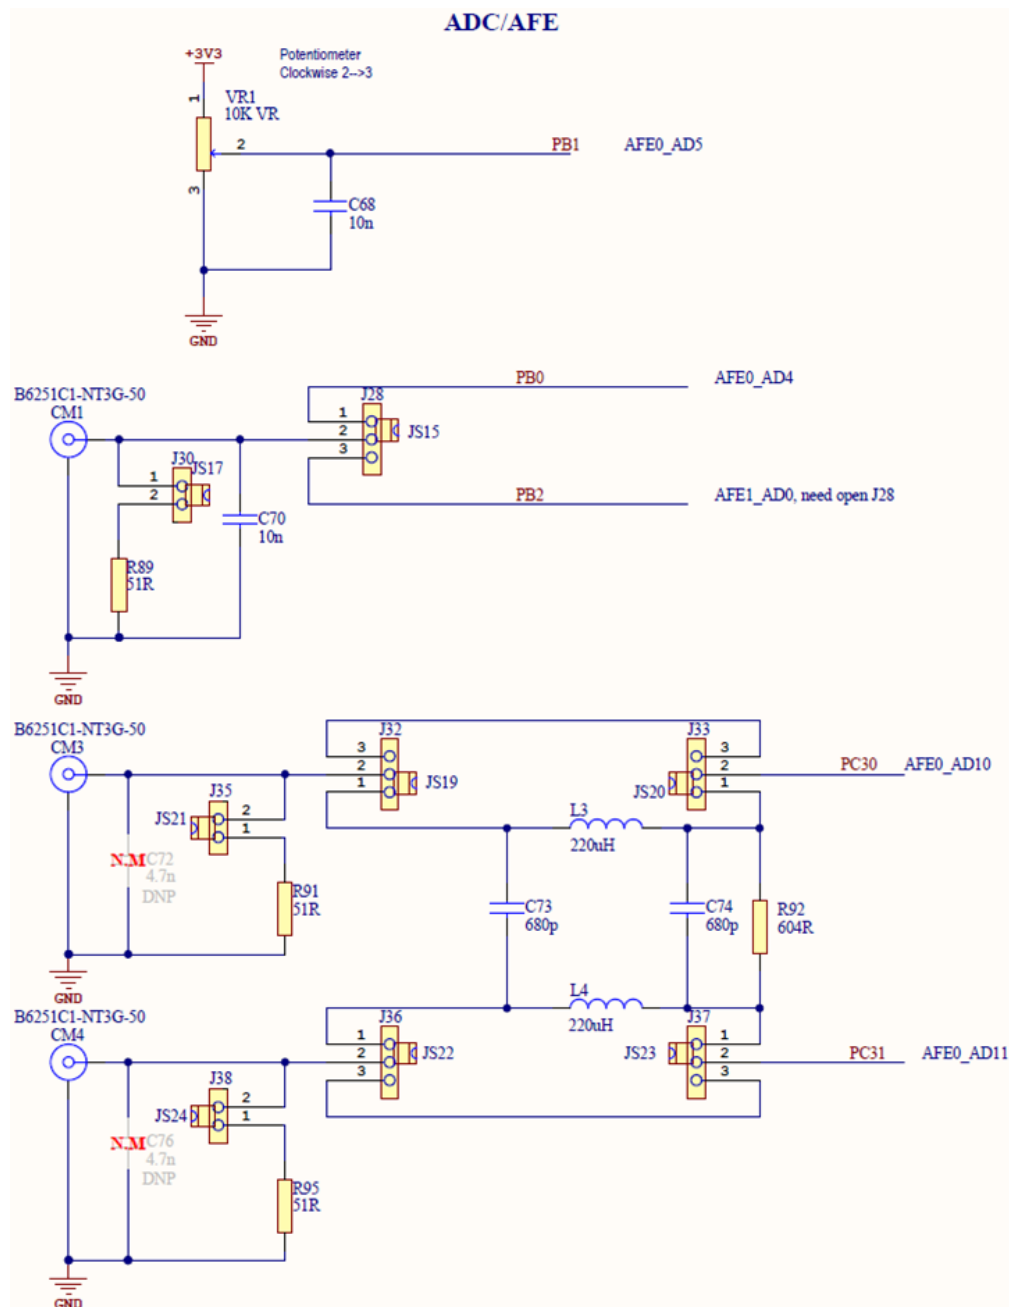 ADC/AFE
+3V3
Potentiometer
Clockwise 2-->3
1
VR1
10K VR
2
PB1
AFE0_AD5
3
C68
10n
GND
PB0
AFE0_AD4
B6251C1-NT3G-50
CM1
J28
1
2
3
JS15
J30
JS17
1
2
PB2
AFE1_AD0, need open J28
C70
10n
R89
51R
GND
B6251C1-NT3G-50
CM3
J32
3
2
1
JS19
J33
3
2
1
JS20
PC30
AFE0_AD10
J35
JS21
2
1
L3
220uH
N.M
C72
4.7n
DNP
R91
51R
C73
680p
C74
680p
R92
604R
GND
B6251C1-NT3G-50
CM4
L4
220uH
J36
1
2
3
JS22
J37
JS23
1
2
3
PC31
AFE0_AD11
J38
JS24
2
1
N.M
C76
4.7n
DNP
R95
51R
GND